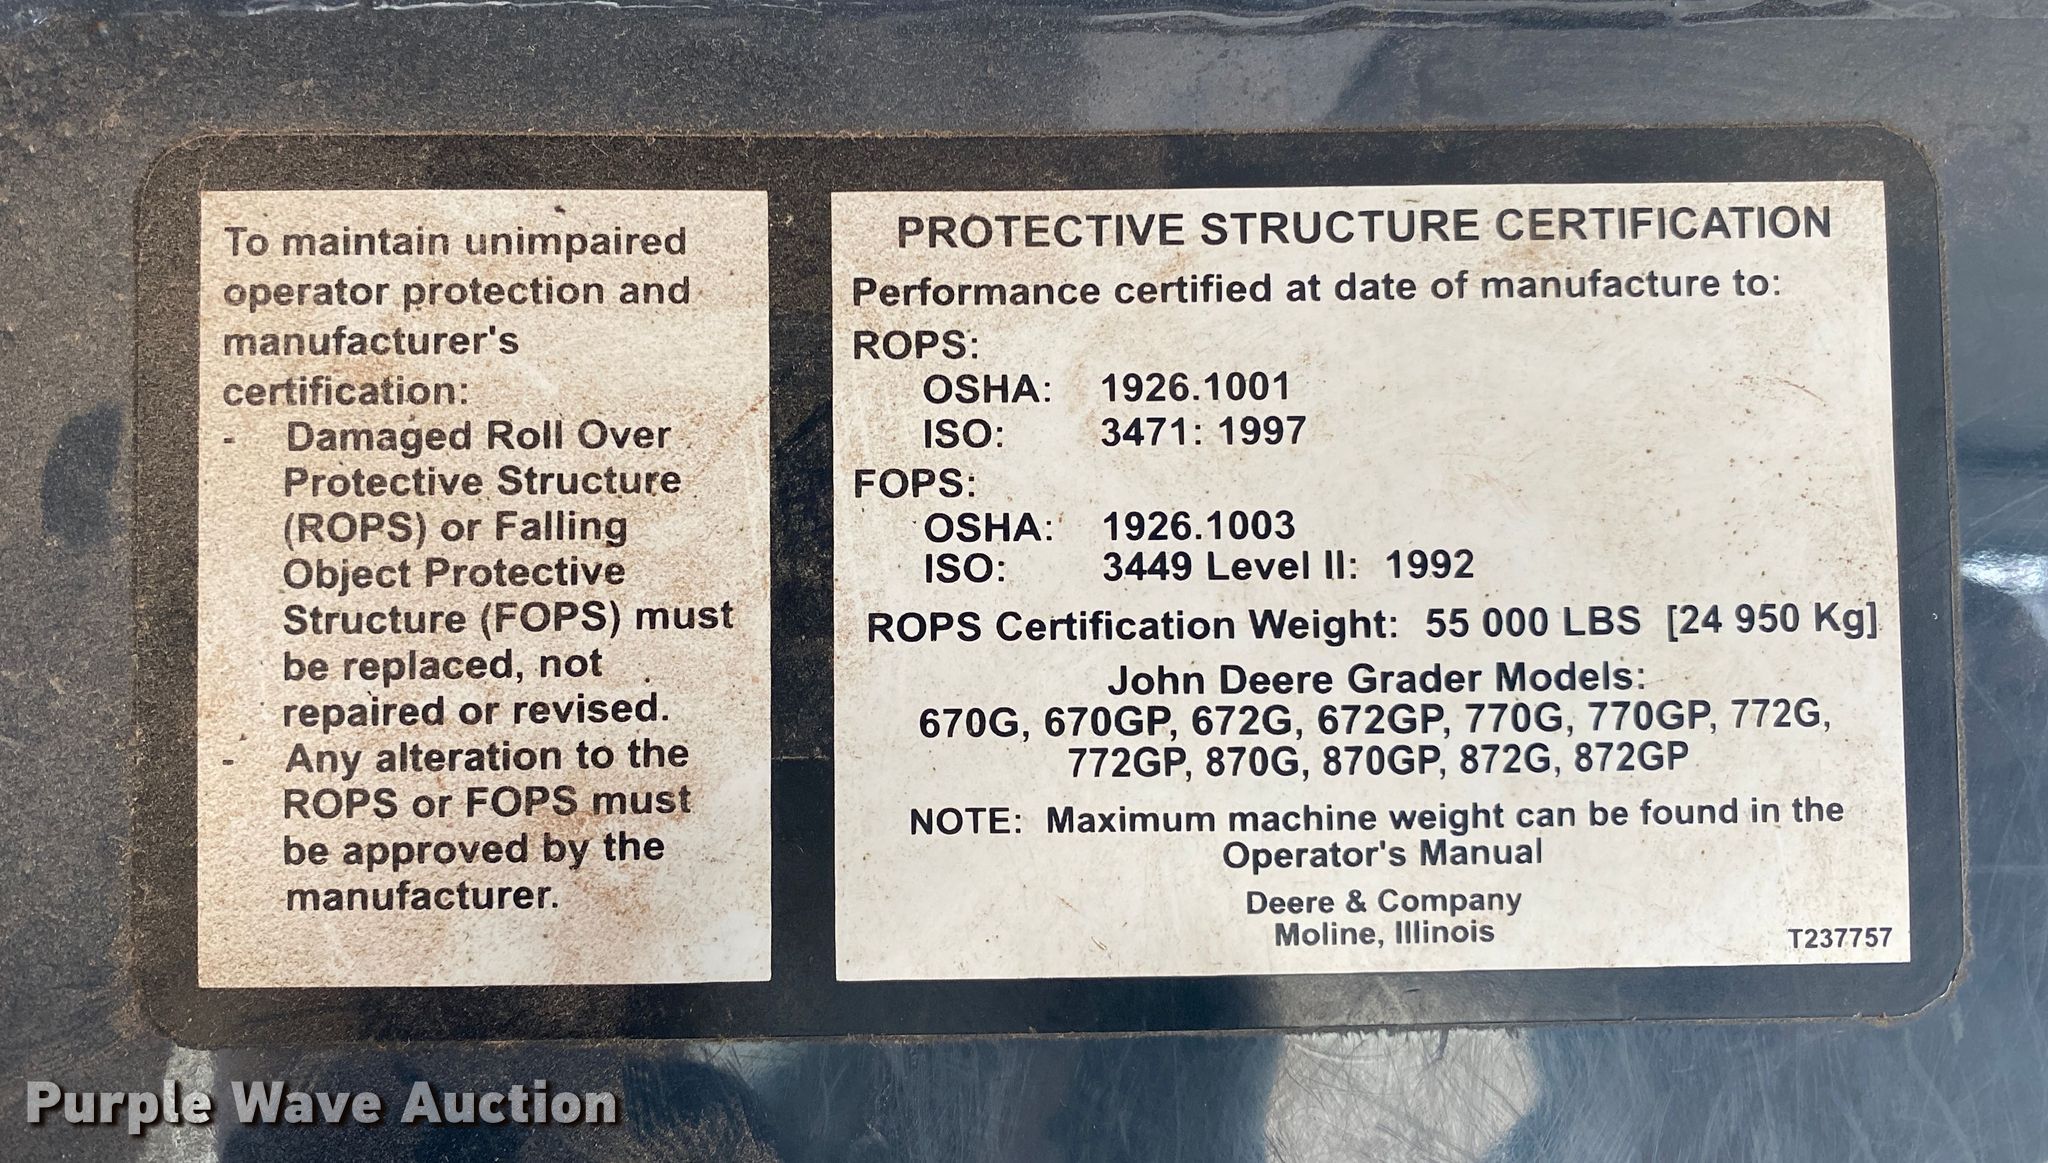 To maintain unimpaired
operator protection and
manufacturer's
certification:
- Damaged Roll Over
Protective Structure
(ROPS) or Falling
Object Protective
Structure (FOPS) must
be replaced, not
repaired or revised.
- Any alteration to the
ROPS or FOPS must
be approved by the
manufacturer.
PROTECTIVE STRUCTURE CERTIFICATION
Performance certified at date of manufacture to:
ROPS:
OSHA: 1926.1001
ISO: 3471: 1997
FOPS:
OSHA: 1926.1003
ISO: 3449 Level II: 1992
ROPS Certification Weight: 55 000 LBS [24 950 Kg]
John Deere Grader Models:
670G, 670GP, 672G, 672GP, 770G, 770GP, 772G,
772GP, 870G, 870GP, 872G, 872GP
NOTE: Maximum machine weight can be found in the
Operator's Manual
Deere & Company
Moline, Illinois
T237757
Purple Wave Auction